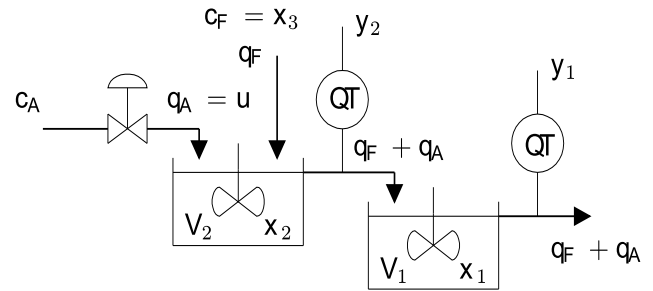 c_F = x_3
y_2
q_F
y_1
c_A
q_A = u
QT
q_F + q_A
QT
V_2
x_2
V_1
x_1
q_F + q_A